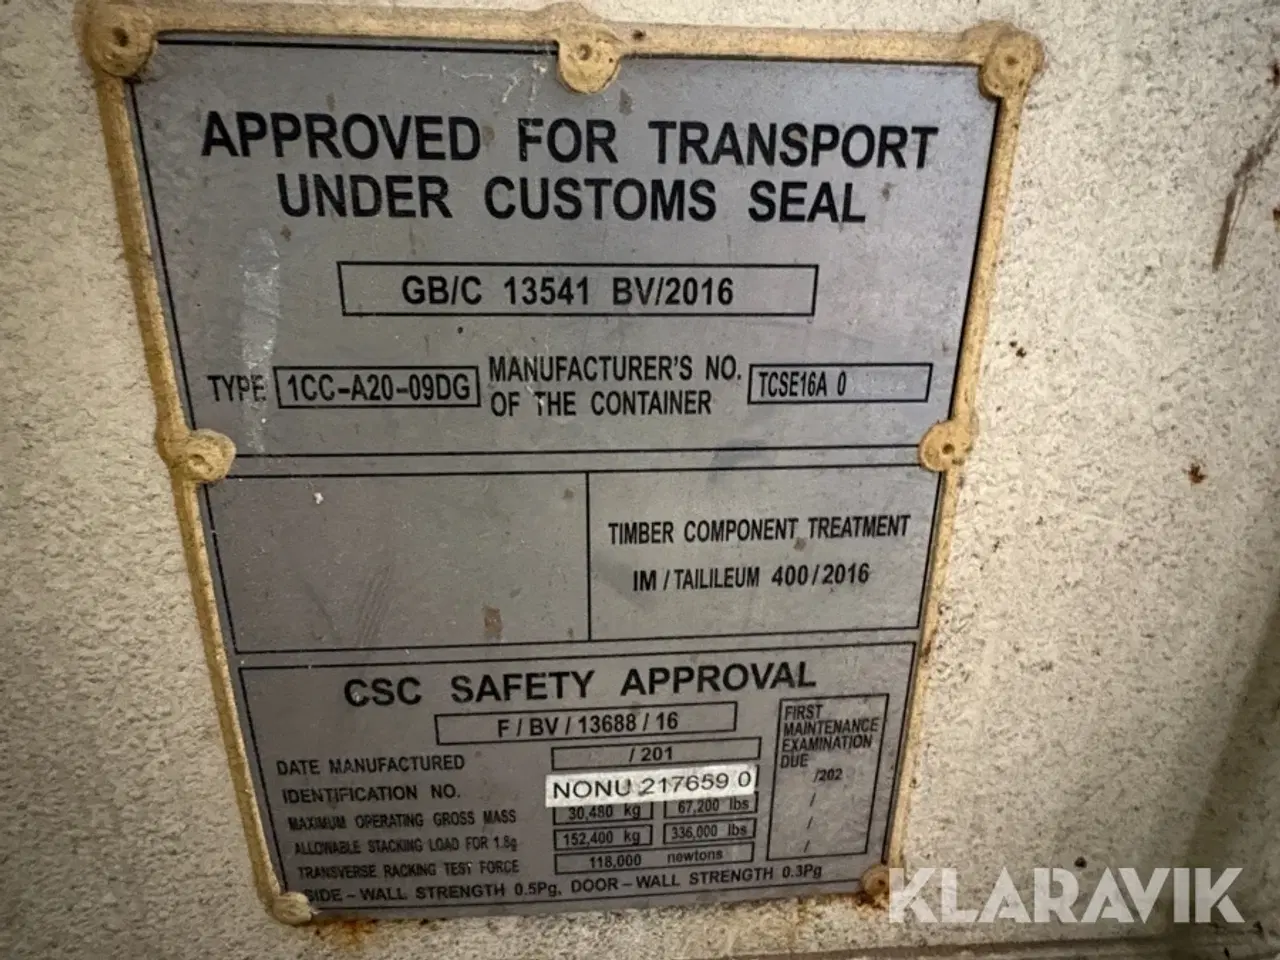 APPROVED FOR TRANSPORT
UNDER CUSTOMS SEAL
GB/C 13541 BV/2016
TYPE 1CC-A20-09DG MANUFACTURER'S NO. OF THE CONTAINER TCSE16A 0
TIMBER COMPONENT TREATMENT
IM/TAILILEUM 400/2016
CSC SAFETY APPROVAL
F/BV/13688/16
DATE MANUFACTURED /201
IDENTIFICATION NO. NONU 217659 0
MAXIMUM OPERATING GROSS MASS 30,480 kg 67,200 lbs
ALLOWABLE STACKING LOAD FOR 1.8g 152,400 kg 336,000 lbs
TRANSVERSE RACKING TEST FORCE 118,000 newtons
SIDE-WALL STRENGTH 0.5Pg, DOOR-WALL STRENGTH 0.3Pg
FIRST
MAINTENANCE
EXAMINATION
DUE
/202
/
/
/
KLARAVIK